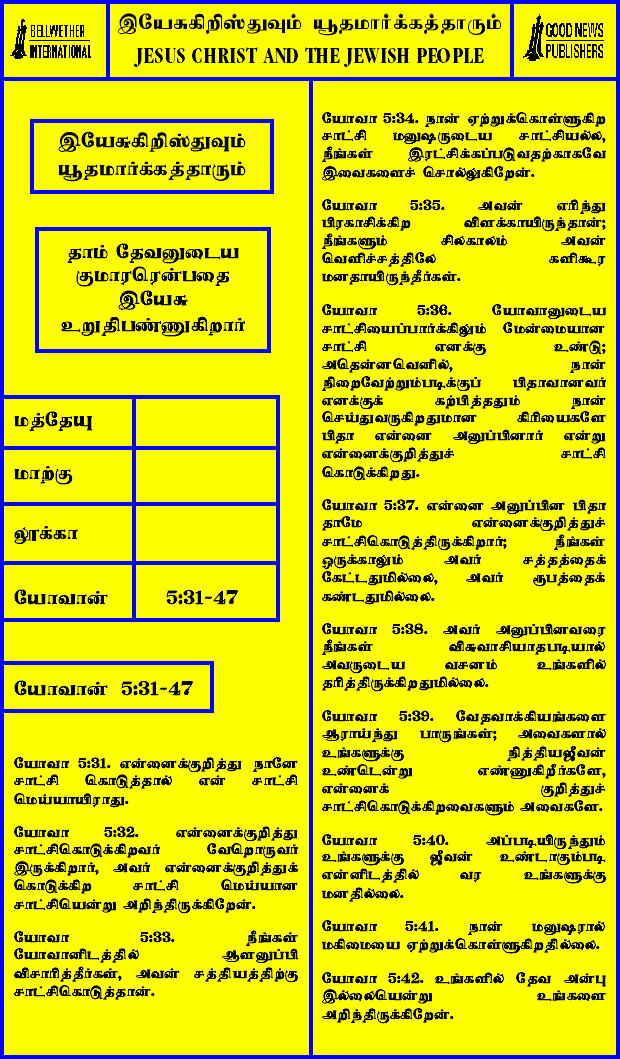 BELLWETHER
INTERNATIONAL
இயேசுகிறிஸ்துவும் யூதமார்க்கத்தாரும்
JESUS CHRIST AND THE JEWISH PEOPLE
GOOD NEWS
PUBLISHERS
இயேசுகிறிஸ்துவும்
யூதமார்க்கத்தாரும்
தாம் தேவனுடைய
குமாரரென்பதை
இயேசு
உறுதிபண்ணுகிறார்
மத்தேயு
மாற்கு
லூக்கா
யோவான் 5:31-47
யோவான் 5:31-47
யோவா 5:31. என்னைக்குறித்து நானே
சாட்சி கொடுத்தால் என் சாட்சி
மெய்யாயிராது.
யோவா 5:32. என்னைக்குறித்து
சாட்சிகொடுக்கிறவர் வேறொருவர்
இருக்கிறார், அவர் என்னைக்குறித்துக்
கொடுக்கிற சாட்சி மெய்யான
சாட்சியென்று அறிந்திருக்கிறேன்.
யோவா 5:33. நீங்கள்
யோவானிடத்தில் ஆளனுப்பி
விசாரித்தீர்கள், அவன் சத்தியத்திற்கு
சாட்சிகொடுத்தான்.
யோவா 5:34. நான் ஏற்றுக்கொள்ளுகிற
சாட்சி மனுஷருடைய சாட்சியல்ல,
நீங்கள் இரட்சிக்கப்படுவதற்காகவே
இவைகளைச் சொல்லுகிறேன்.
யோவா 5:35. அவன் எரிந்து
பிரகாசிக்கிற விளக்காயிருந்தான்;
நீங்களும் சிலகாலம் அவன்
வெளிச்சத்திலே களிகூர
மனதாயிருந்தீர்கள்.
யோவா 5:36. யோவானுடைய
சாட்சியைப்பார்க்கிலும் மேன்மையான
சாட்சி எனக்கு உண்டு;
அதென்னவெனில், நான்
நிறைவேற்றும்படிக்குப் பிதாவானவர்
எனக்குக் கற்பித்ததும் நான்
செய்துவருகிறதுமான கிரியைகளே
பிதா என்னை அனுப்பினார் என்று
என்னைக்குறித்துச் சாட்சி
கொடுக்கிறது.
யோவா 5:37. என்னை அனுப்பின பிதா
தாமே என்னைக்குறித்துச்
சாட்சிகொடுத்திருக்கிறார்; நீங்கள்
ஒருக்காலும் அவர் சத்தத்தைக்
கேட்டதுமில்லை, அவர் ரூபத்தைக்
கண்டதுமில்லை.
யோவா 5:38. அவர் அனுப்பினவரை
நீங்கள் விசுவாசியாதபடியால்
அவருடைய வசனம் உங்களில்
தரித்திருக்கிறதுமில்லை.
யோவா 5:39. வேதவாக்கியங்களை
ஆராய்ந்து பாருங்கள்; அவைகளால்
உங்களுக்கு நித்தியஜீவன்
உண்டென்று எண்ணுகிறீர்களே,
என்னைக் குறித்துச்
சாட்சிகொடுக்கிறவைகளும் அவைகளே.
யோவா 5:40. அப்படியிருந்தும்
உங்களுக்கு ஜீவன் உண்டாகும்படி
என்னிடத்தில் வர உங்களுக்கு
மனதில்லை.
யோவா 5:41. நான் மனுஷரால்
மகிமையை ஏற்றுக்கொள்ளுகிறதில்லை.
யோவா 5:42. உங்களில் தேவ அன்பு
இல்லையென்று உங்களை
அறிந்திருக்கிறேன்.